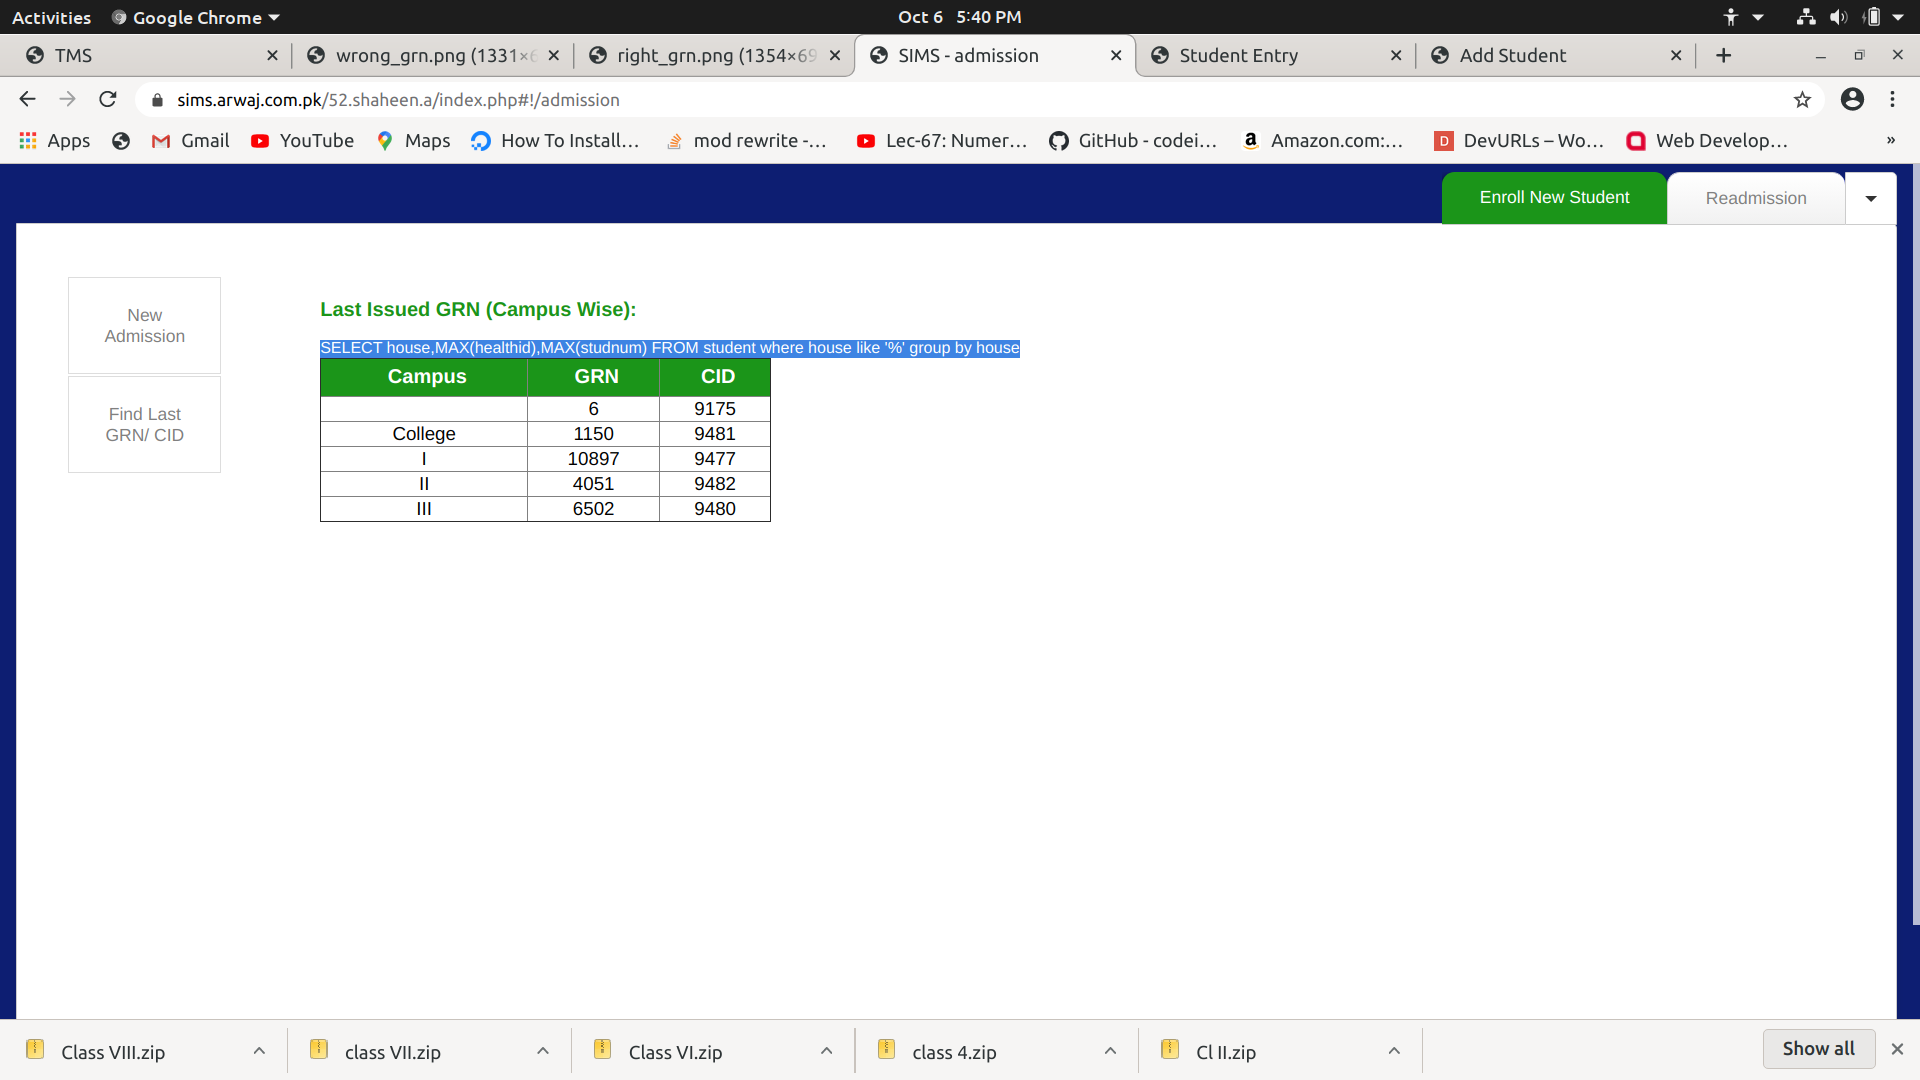 Activities Google Chrome Oct 6 5:40 PM
TMS wrong_grn.png (1331×6 right_grn.png (1354×69 SIMS - admission Student Entry Add Student
sims.arwaj.com.pk/52.shaheen.a/index.php#!/admission
Apps Gmail YouTube Maps How To Install... mod rewrite -... Lec-67: Numer... GitHub - codei... Amazon.com:... DevURLs – Wo... Web Develop... »
Enroll New Student Readmission
New
Admission
Find Last
GRN/ CID
Last Issued GRN (Campus Wise):
SELECT house,MAX(healthid),MAX(studnum) FROM student where house like '%' group by house
Campus GRN CID
6 9175
College 1150 9481
I 10897 9477
II 4051 9482
III 6502 9480
Class VIII.zip class VII.zip Class VI.zip class 4.zip Cl II.zip Show all